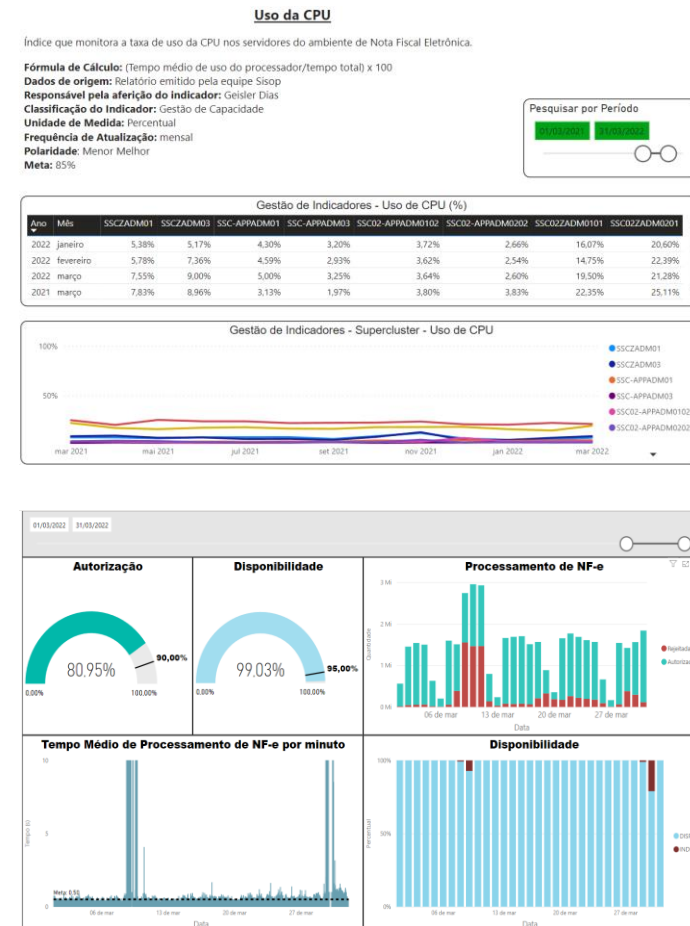 Uso da CPU
Índice que monitora a taxa de uso da CPU nos servidores do ambiente de Nota Fiscal Eletrônica.
Fórmula de Cálculo: (Tempo médio de uso do processador/tempo total) x 100
Dados de origem: Relatório emitido pela equipe Sisop
Responsável pela aferição do indicador: Geisler Dias
Classificação do Indicador: Gestão de Capacidade
Unidade de Medida: Percentual
Frequência de Atualização: mensal
Polaridade: Menor Melhor
Meta: 85%
Pesquisar por Período
01/03/2021 31/03/2022
Gestão de Indicadores - Uso de CPU (%)
Ano Mês SSCZADM01 SSCZADM03 SSC-APPADM01 SSC-APPADM03 SSC02-APPADM0102 SSC02-APPADM0202 SSC02ZADM0101 SSC02ZADM0201
2022 janeiro 5,38% 5,17% 4,30% 3,20% 3,72% 2,66% 16,07% 20,60%
2022 fevereiro 5,78% 7,36% 4,59% 2,93% 3,62% 2,54% 14,75% 22,39%
2022 março 7,55% 9,00% 5,00% 3,25% 3,64% 2,60% 19,50% 21,28%
2021 março 7,83% 8,96% 3,13% 1,97% 3,80% 3,83% 22,35% 25,11%
Gestão de Indicadores - Supercluster - Uso de CPU
100%
50%
SSCZADM01
SSCZADM03
SSC-APPADM01
SSC-APPADM03
SSC02-APPADM0102
SSC02-APPADM0202
mar 2021 mai 2021 jul 2021 set 2021 nov 2021 jan 2022 mar 2022
01/03/2022 31/03/2022
Autorização
80,95%
90,00%
0,00% 100,00%
Disponibilidade
99,03%
95,00%
0,00% 100,00%
Processamento de NF-e
3 Mi
2 Mi
1 Mi
0 Mi
Quantidade
Rejeitada
Autoriza
06 de mar 13 de mar 20 de mar 27 de mar
Data
Tempo Médio de Processamento de NF-e por minuto
10
5
0
Tempo (s)
Meta: 0.50
06 de mar 13 de mar 20 de mar 27 de mar
Data
Disponibilidade
100%
50%
0%
Percentual
DIS
IND
06 de mar 13 de mar 20 de mar 27 de mar
Data